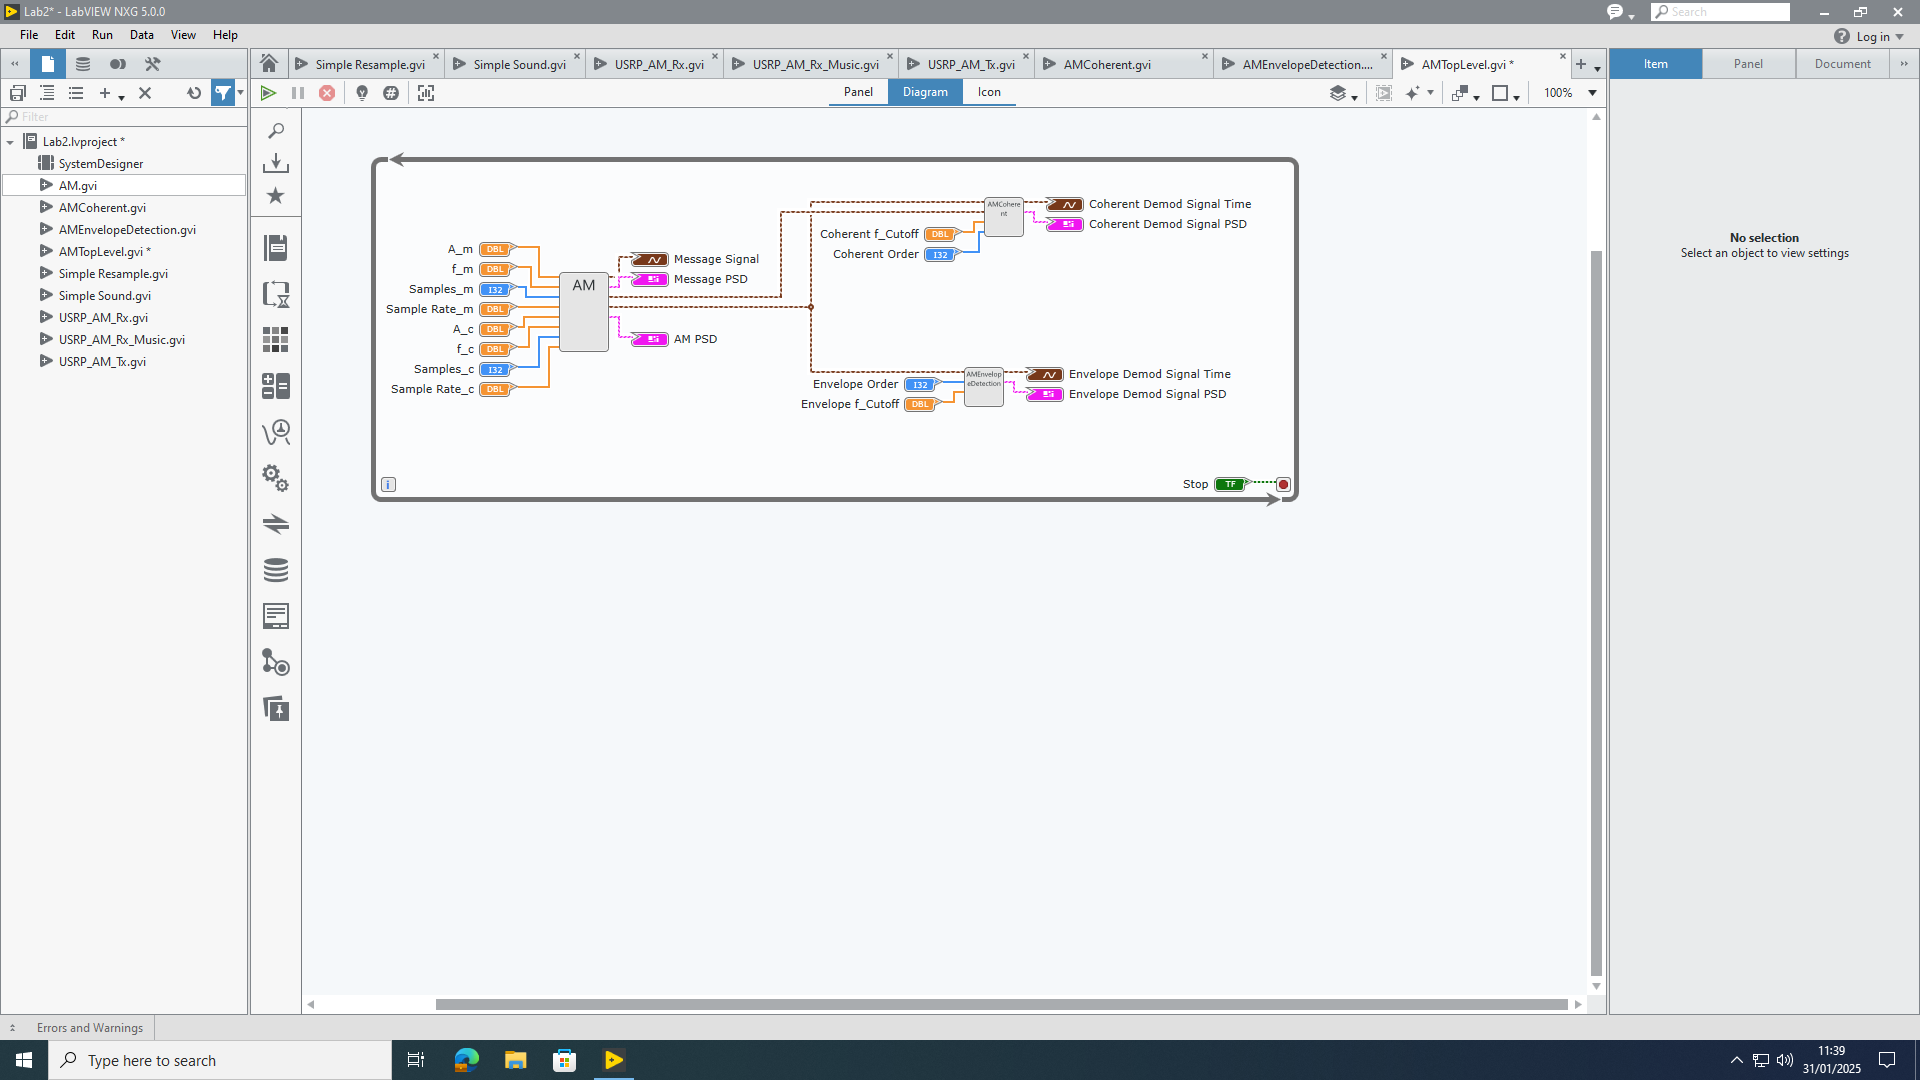 Lab2* - LabVIEW NXG 5.0.0
Search
File Edit Run Data View Help
Log in
Simple Resample.gvi
Simple Sound.gvi
USRP_AM_Rx.gvi
USRP_AM_Rx_Music.gvi
USRP_AM_Tx.gvi
AMCoherent.gvi
AMEnvelopeDetection....
AMTopLevel.gvi *
Item
Panel
Document
Panel
Diagram
Icon
100%
Filter
Lab2.lvproject *
SystemDesigner
AM.gvi
AMCoherent.gvi
AMEnvelopeDetection.gvi
AMTopLevel.gvi *
Simple Resample.gvi
Simple Sound.gvi
USRP_AM_Rx.gvi
USRP_AM_Rx_Music.gvi
USRP_AM_Tx.gvi
A_m DBL
f_m DBL
Samples_m I32
Sample Rate_m DBL
A_c DBL
f_c DBL
Samples_c I32
Sample Rate_c DBL
AM
Message Signal
Message PSD
AM PSD
Coherent f_Cutoff DBL
Coherent Order I32
AMCohere
nt
Coherent Demod Signal Time
Coherent Demod Signal PSD
Envelope Order I32
Envelope f_Cutoff DBL
AMEnvelop
eDetection
Envelope Demod Signal Time
Envelope Demod Signal PSD
i
Stop TF
No selection
Select an object to view settings
Errors and Warnings
Type here to search
11:39
31/01/2025